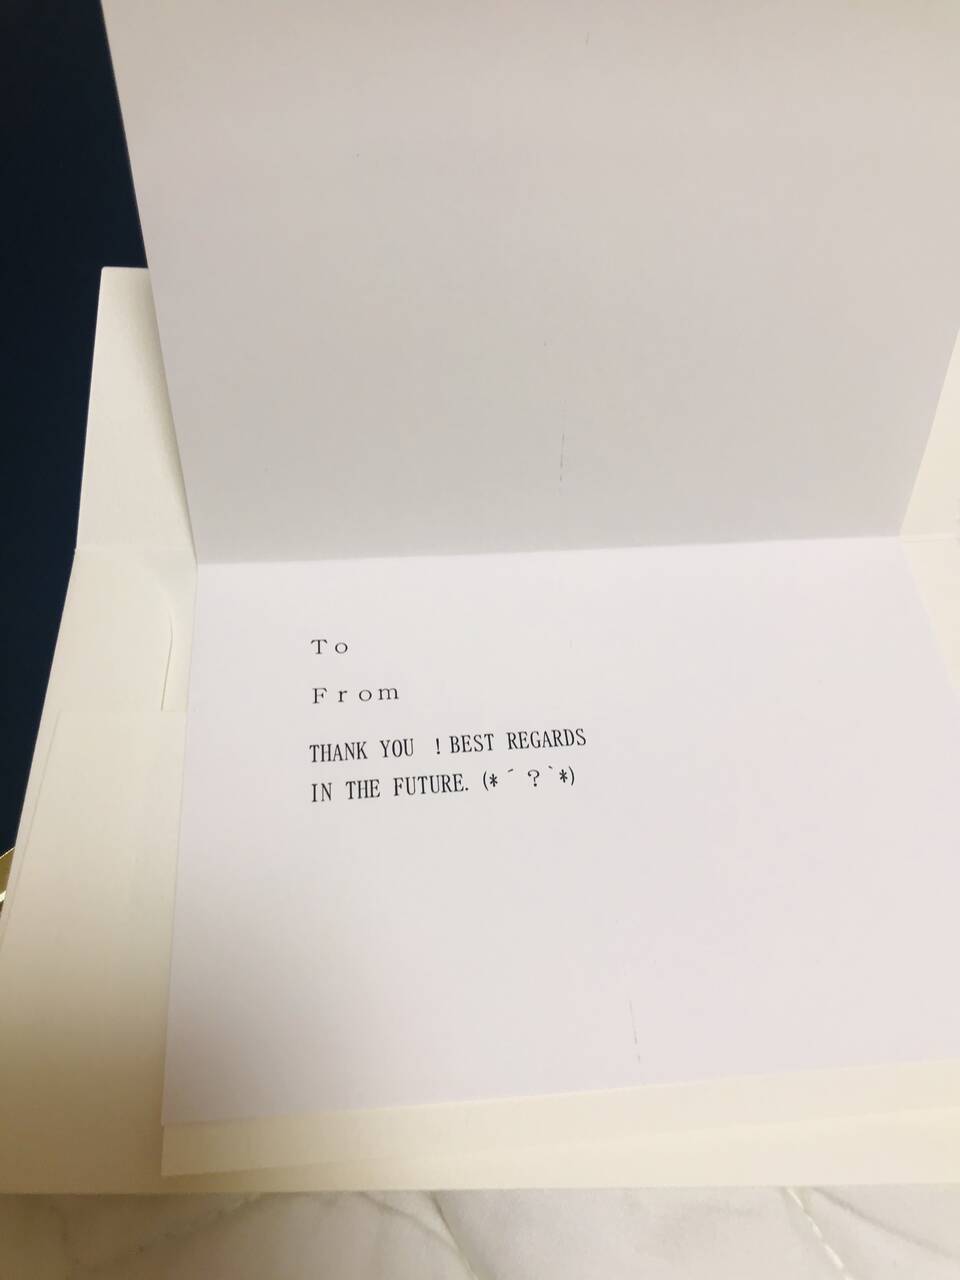 To
From
THANK YOU ！BEST REGARDS
IN THE FUTURE. (*´？`*)